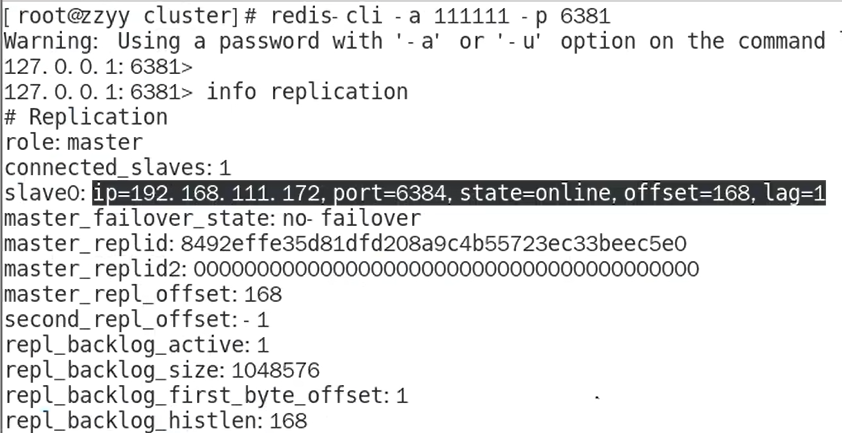 [root@zzyy cluster]# redis-cli -a 111111 -p 6381
Warning: Using a password with '-a' or '-u' option on the command
127.0.0.1:6381>
127.0.0.1:6381> info replication
# Replication
role:master
connected_slaves:1
slave0:ip=192.168.111.172,port=6384,state=online,offset=168,lag=1
master_failover_state:no-failover
master_replid:8492effe35d81dfd208a9c4b55723ec33beec5e0
master_replid2:0000000000000000000000000000000000000000
master_repl_offset:168
second_repl_offset:-1
repl_backlog_active:1
repl_backlog_size:1048576
repl_backlog_first_byte_offset:1
repl_backlog_histlen:168